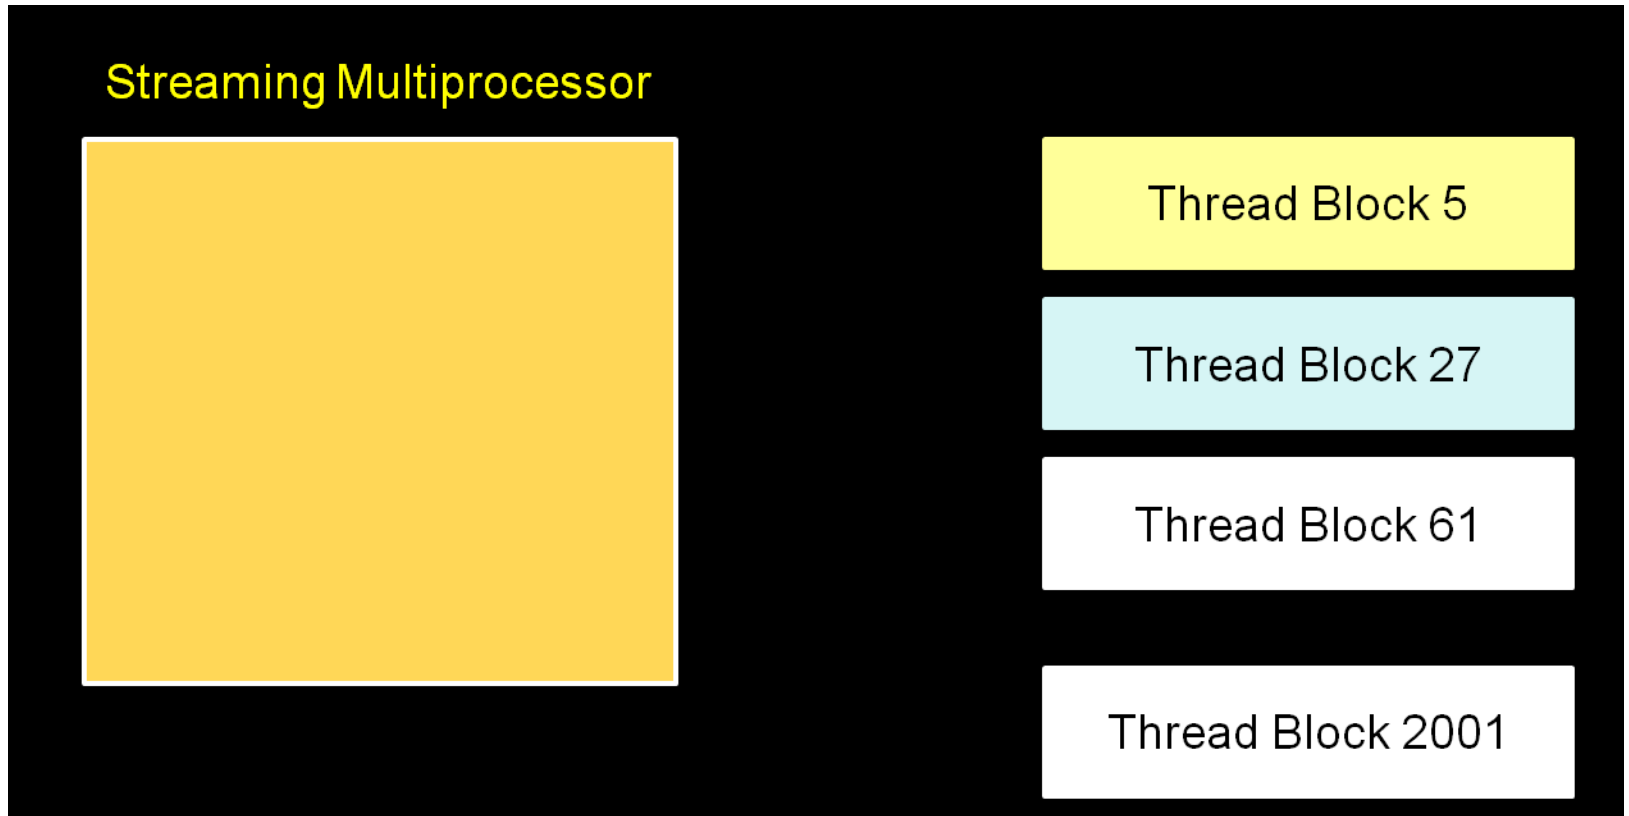 Streaming Multiprocessor
Thread Block 5
Thread Block 27
Thread Block 61
Thread Block 2001